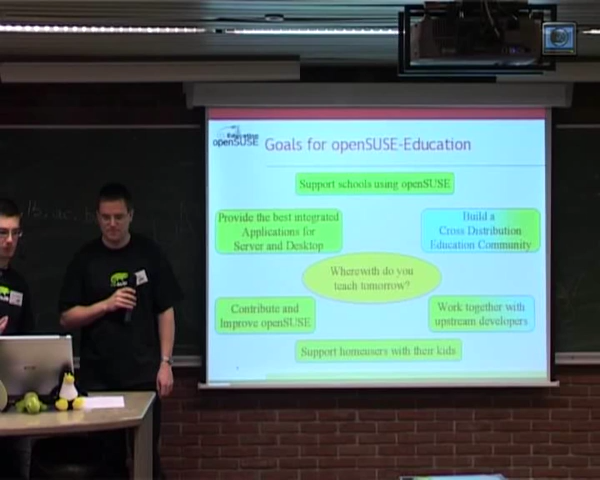 Education
openSUSE
Goals for openSUSE-Education
Support schools using openSUSE
Provide the best integrated
Applications for
Server and Desktop
Build a
Cross Distribution
Education Community
Wherewith do you
teach tomorrow?
Contribute and
Improve openSUSE
Work together with
upstream developers
Support homeusers with their kids